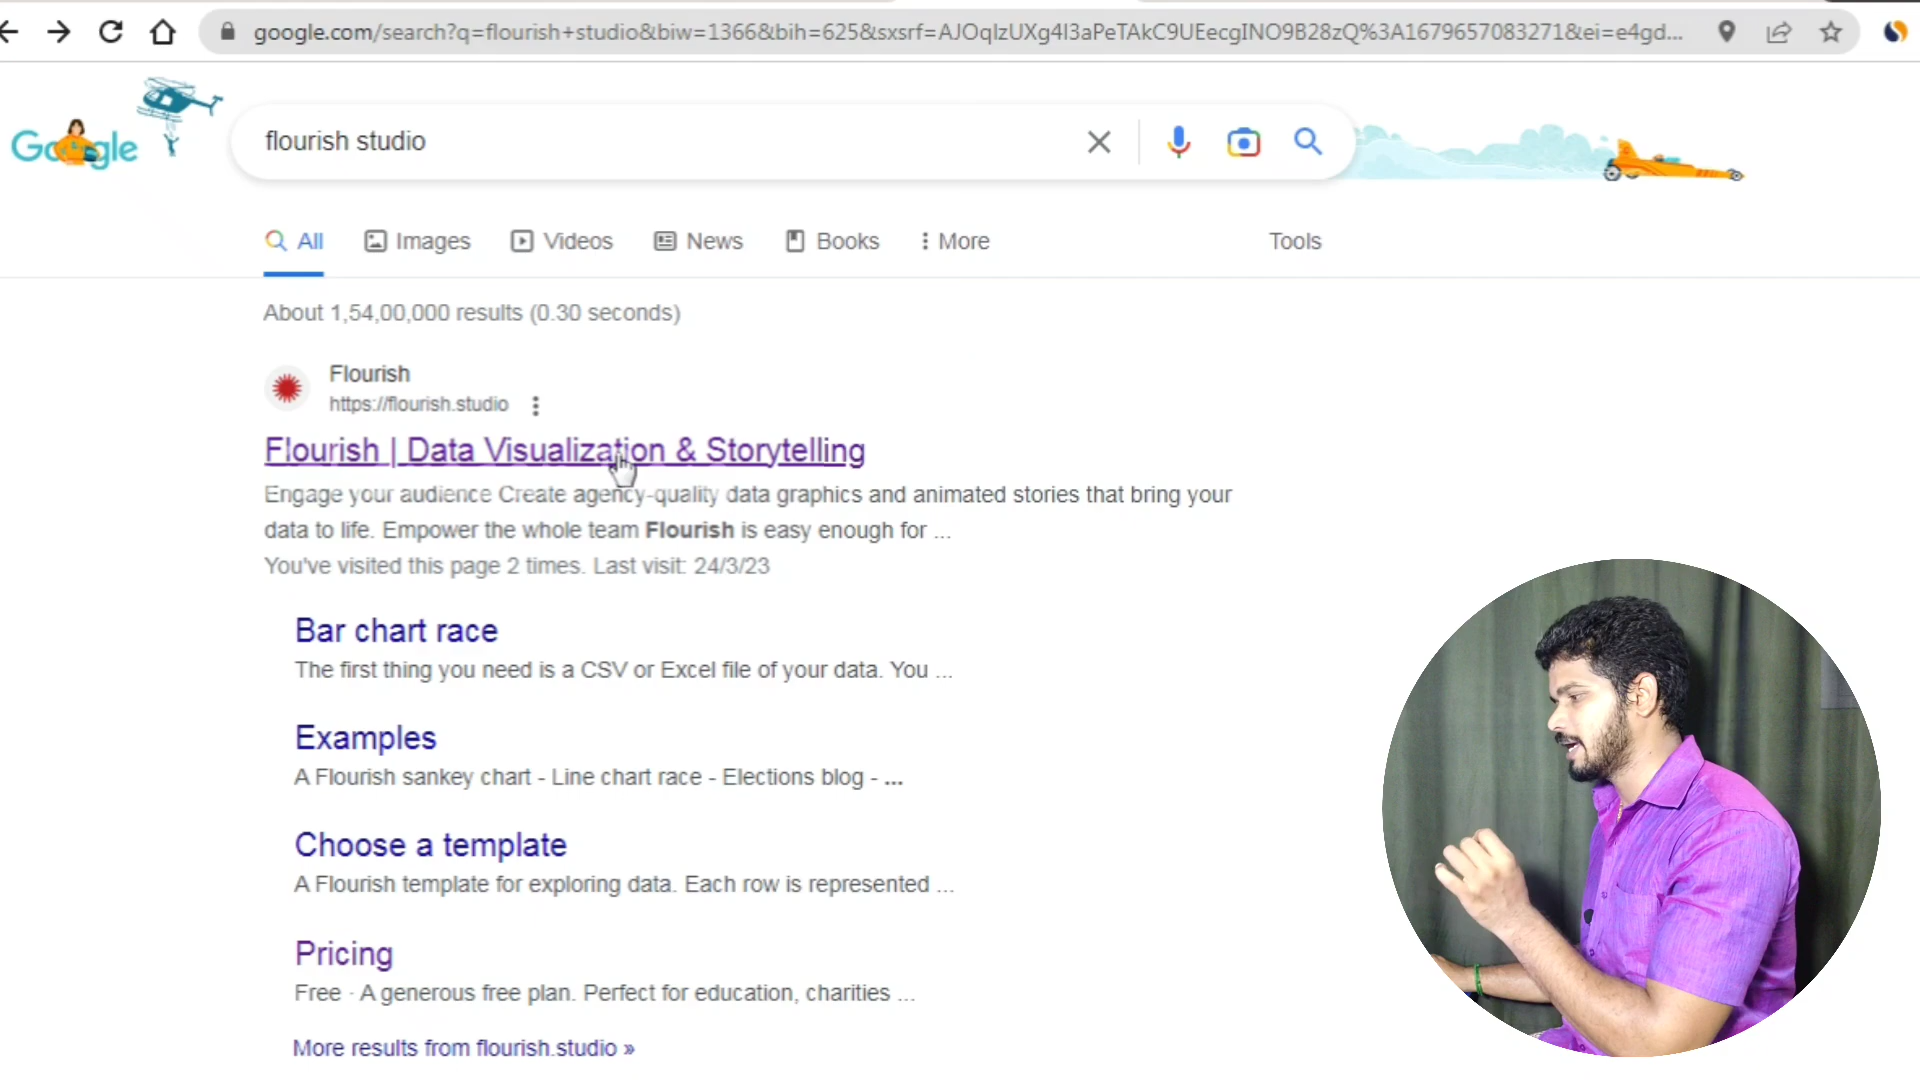 google.com/search?q=flourish+studio&biw=1366&bih=625&sxsrf=AJOqlzUXg4l3aPeTAkC9UEecgINO9B28zQ%3A1679657083271&ei=e4gd...
Google
flourish studio
All
Images
Videos
News
Books
More
Tools
About 1,54,00,000 results (0.30 seconds)
Flourish
https://flourish.studio
Flourish | Data Visualization & Storytelling
Engage your audience Create agency-quality data graphics and animated stories that bring your
data to life. Empower the whole team Flourish is easy enough for ...
You've visited this page 2 times. Last visit: 24/3/23
Bar chart race
The first thing you need is a CSV or Excel file of your data. You ...
Examples
A Flourish sankey chart - Line chart race - Elections blog - ...
Choose a template
A Flourish template for exploring data. Each row is represented ...
Pricing
Free · A generous free plan. Perfect for education, charities ...
More results from flourish.studio »